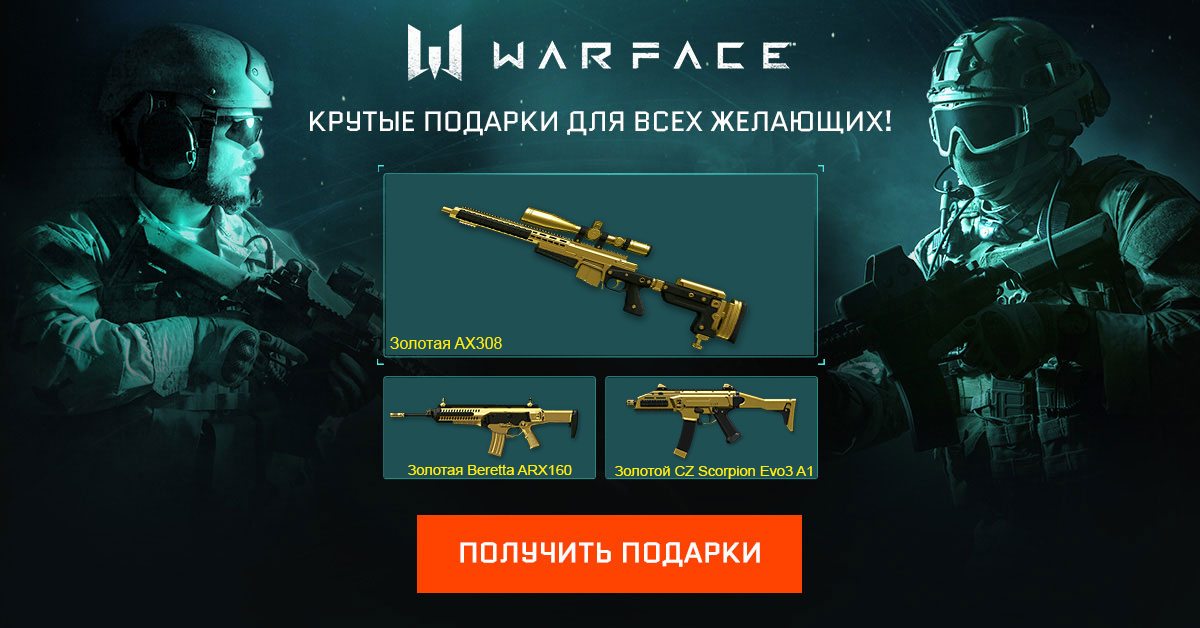 WARFACE
КРУТЫЕ ПОДАРКИ ДЛЯ ВСЕХ ЖЕЛАЮЩИХ!
Золотая AX308
Золотая Beretta ARX160
Золотой CZ Scorpion Evo3 A1
ПОЛУЧИТЬ ПОДАРКИ